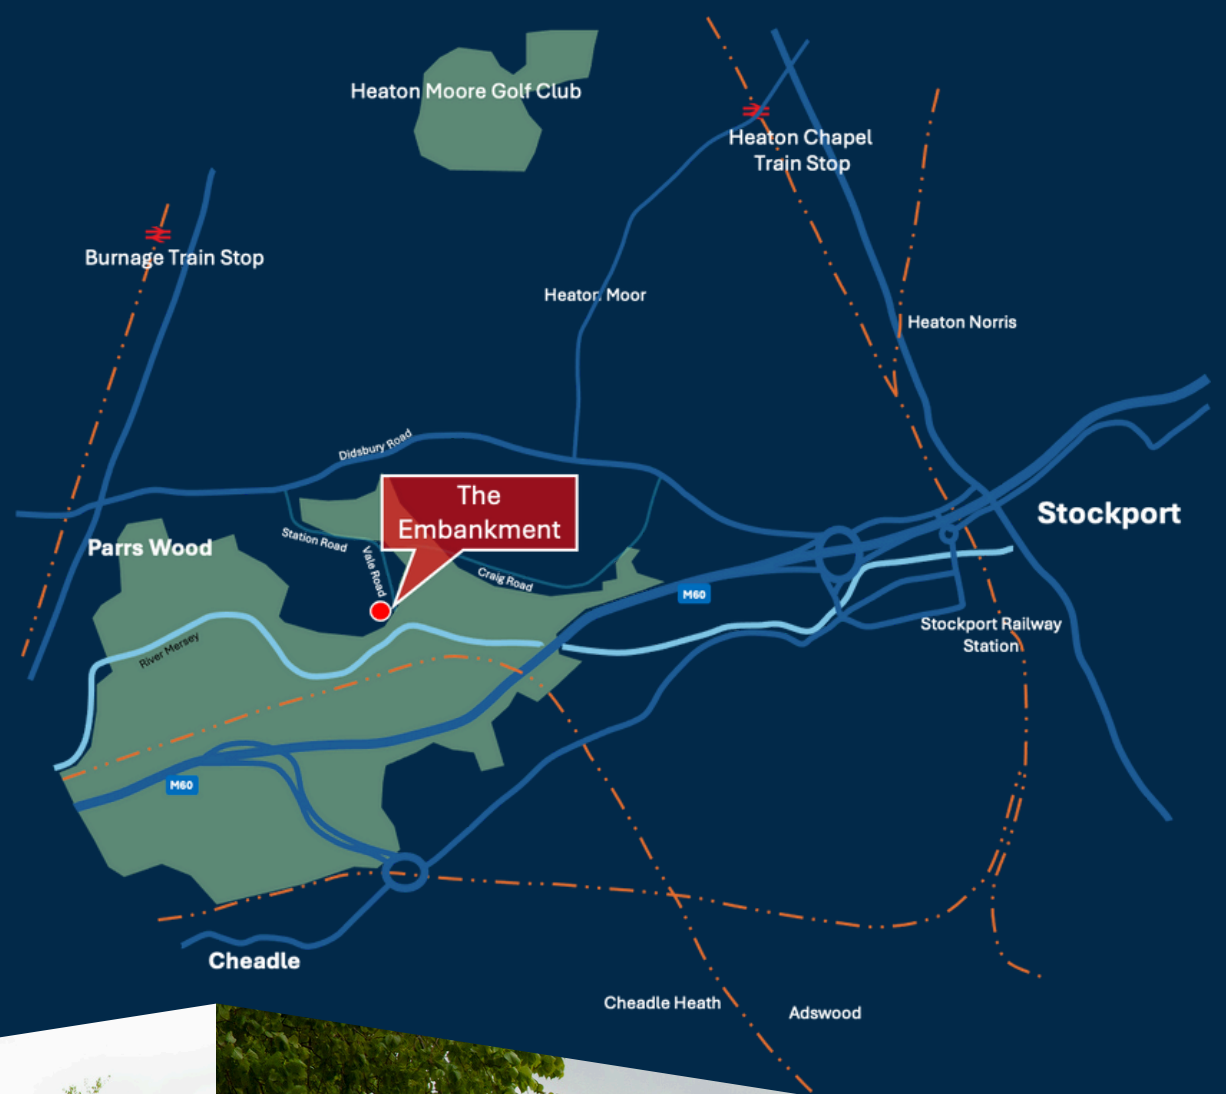 Heaton Moore Golf Club
Heaton Chapel
Train Stop
Burnage Train Stop
Heaton Moor
Heaton Norris
Didsbury Road
The
Embankment
Stockport
Station Road
Parrs Wood
Vale Road
Craig Road
M60
Stockport Railway
Station
River Mersey
M60
Cheadle
Cheadle Heath
Adswood